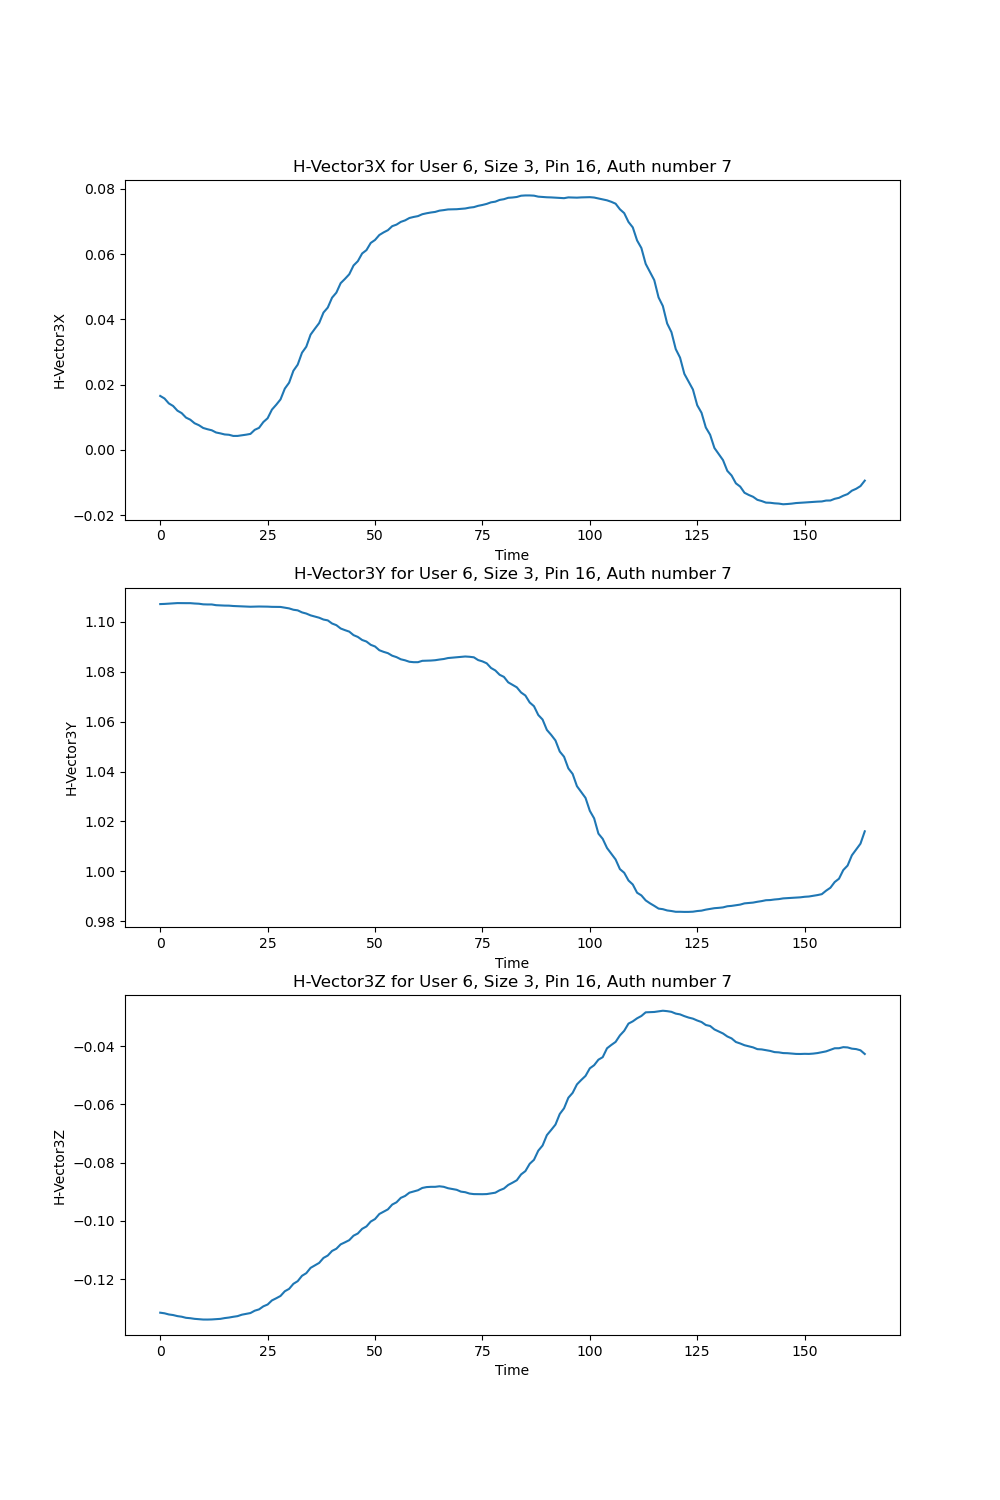 H-Vector3X for User 6, Size 3, Pin 16, Auth number 7
0.08
0.06
0.04
0.02
0.00
−0.02
H-Vector3X
0 25 50 75 100 125 150
Time
H-Vector3Y for User 6, Size 3, Pin 16, Auth number 7
1.10
1.08
1.06
1.04
1.02
1.00
0.98
H-Vector3Y
0 25 50 75 100 125 150
Time
H-Vector3Z for User 6, Size 3, Pin 16, Auth number 7
−0.04
−0.06
−0.08
−0.10
−0.12
H-Vector3Z
0 25 50 75 100 125 150
Time